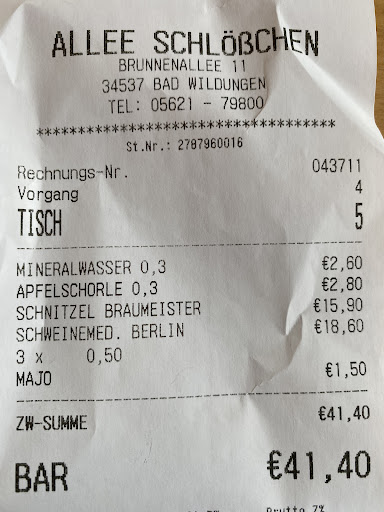 ALLEE SCHLÖßCHEN
BRUNNENALLEE 11
34537 BAD WILDUNGEN
TEL: 05621 - 79800
************************************
St.Nr.: 2787960016
Rechnungs-Nr. 043711
Vorgang 4
TISCH 5
MINERALWASSER 0,3 €2,60
APFELSCHORLE 0,3 €2,80
SCHNITZEL BRAUMEISTER €15,90
SCHWEINEMED. BERLIN €18,60
3 x 0,50
MAJO €1,50
ZW-SUMME €41,40
BAR €41,40
Brutto 7%